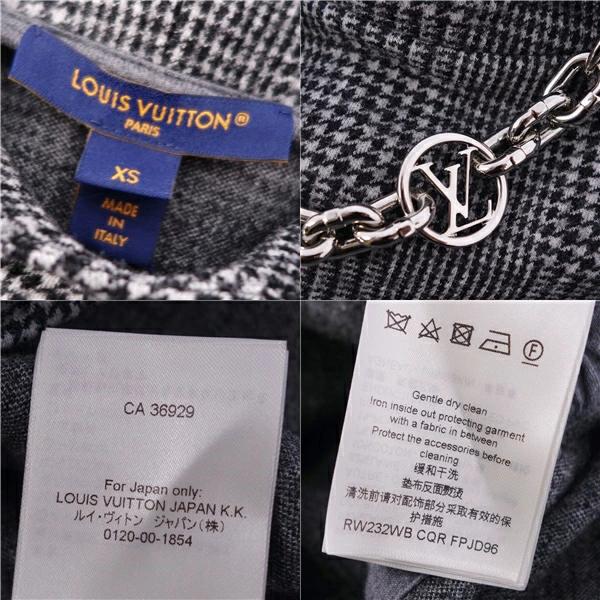 LOUIS VUITTON®
PARIS
XS
MADE
IN
ITALY
LV
CA 36929
For Japan only:
LOUIS VUITTON JAPAN K.K.
ルイ・ヴィトン ジャパン(株)
0120-00-1854
Gentle dry clean
Iron inside out protecting garment
with a fabric in between
Protect the accessories before
cleaning
缓和干洗
垫布反面熨烫
清洗前请对配饰部分采取有效的保
护措施
RW232WB CQR FPJD96